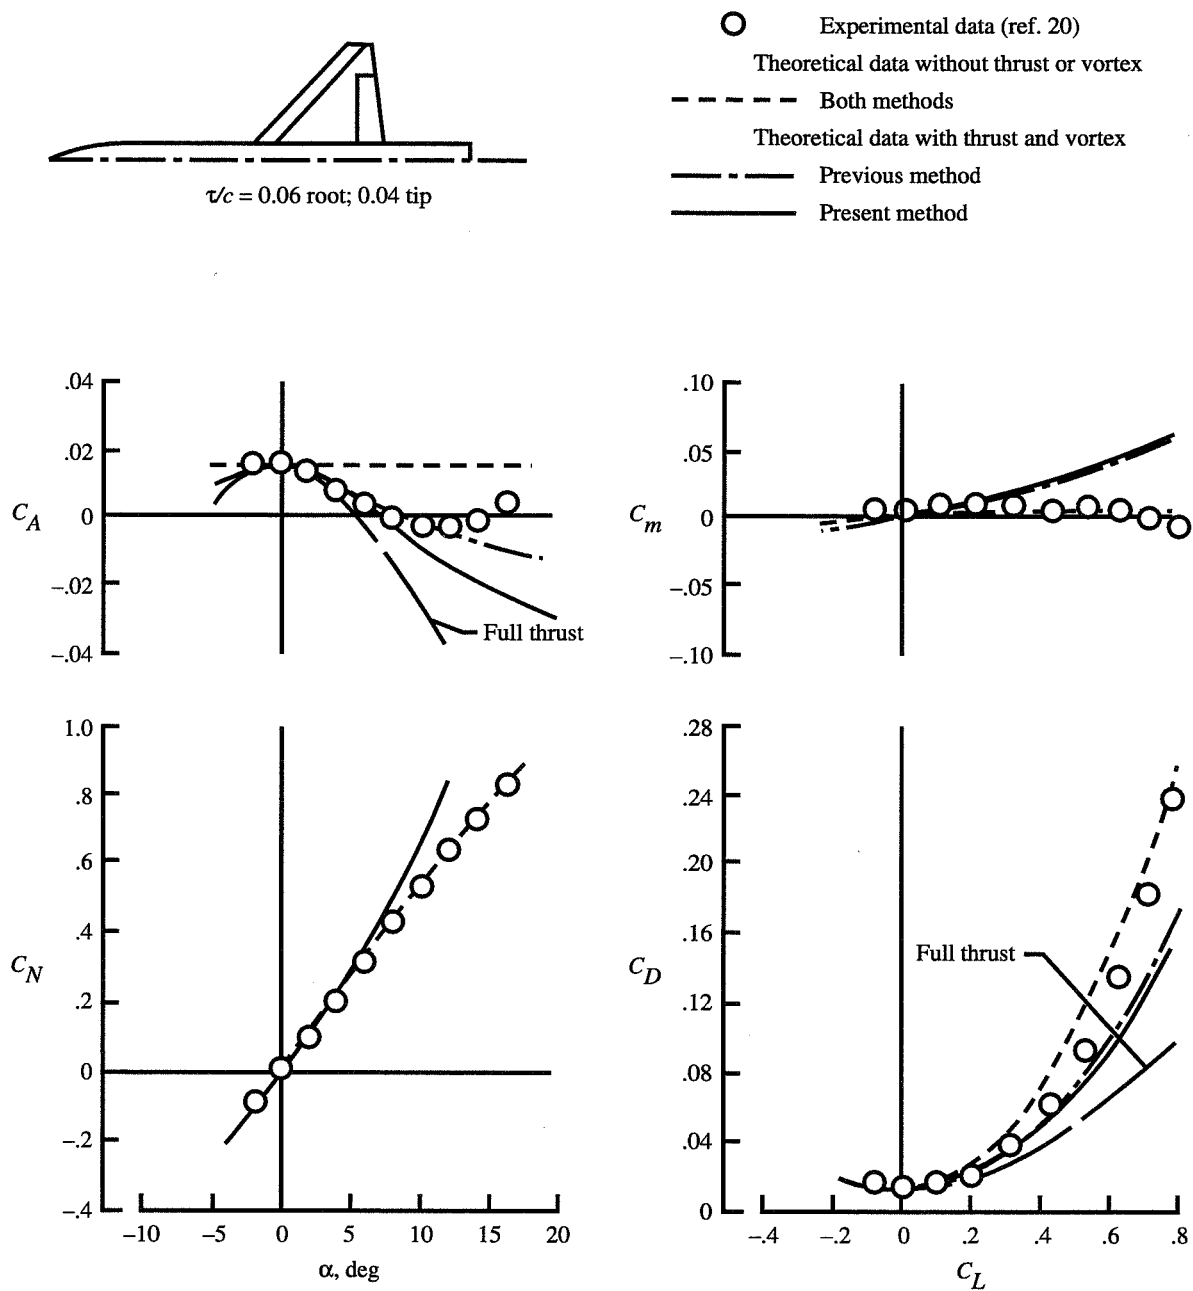 Experimental data (ref. 20)
Theoretical data without thrust or vortex
Both methods
Theoretical data with thrust and vortex
Previous method
Present method
τ/c = 0.06 root; 0.04 tip
.04
.02
0
–.02
–.04
C_A
Full thrust
.10
.05
0
–.05
–.10
C_m
1.0
.8
.6
.4
.2
0
–.2
–.4
C_N
–10 –5 0 5 10 15 20
α, deg
.28
.24
.20
.16
.12
.08
.04
0
C_D
Full thrust
–.4 –.2 0 .2 .4 .6 .8
C_L